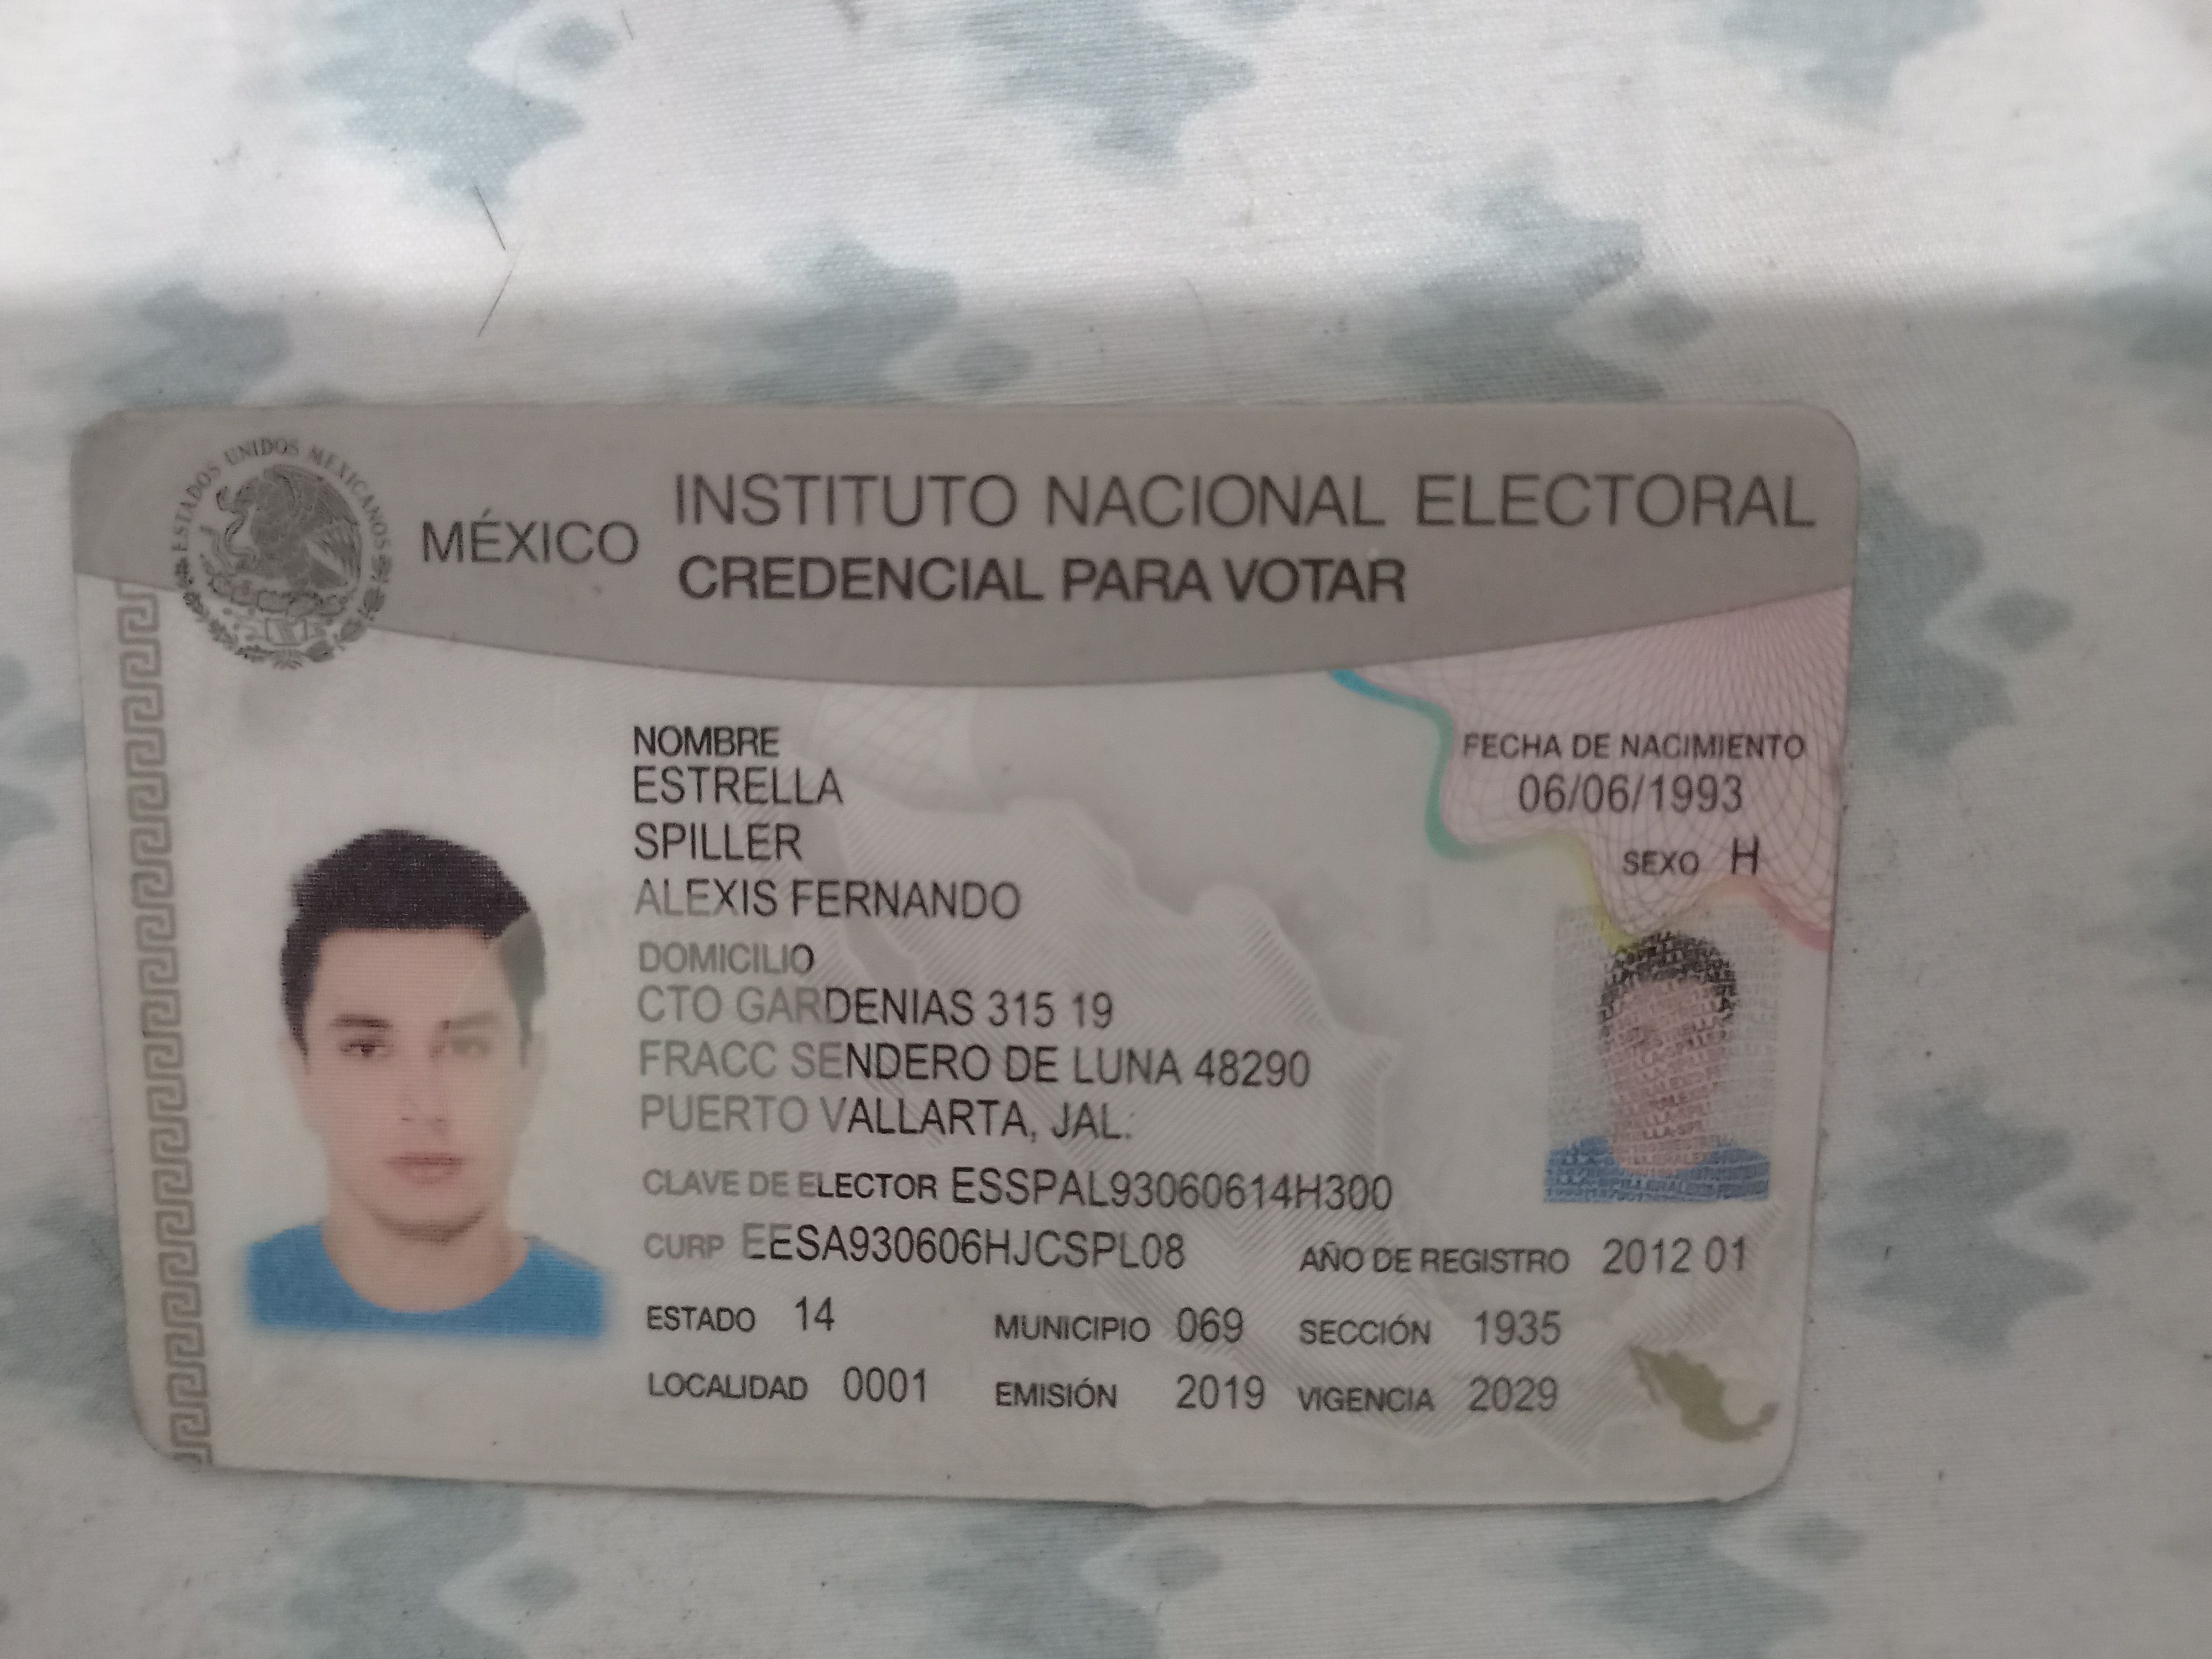 ESTADOS UNIDOS MEXICANOS
MÉXICO
INSTITUTO NACIONAL ELECTORAL
CREDENCIAL PARA VOTAR
NOMBRE
ESTRELLA
SPILLER
ALEXIS FERNANDO
FECHA DE NACIMIENTO
06/06/1993
SEXO H
DOMICILIO
CTO GARDENIAS 315 19
FRACC SENDERO DE LUNA 48290
PUERTO VALLARTA, JAL.
CLAVE DE ELECTOR ESSPAL93060614H300
CURP EESA930606HJCSPL08 AÑO DE REGISTRO 2012 01
ESTADO 14 MUNICIPIO 069 SECCIÓN 1935
LOCALIDAD 0001 EMISIÓN 2019 VIGENCIA 2029